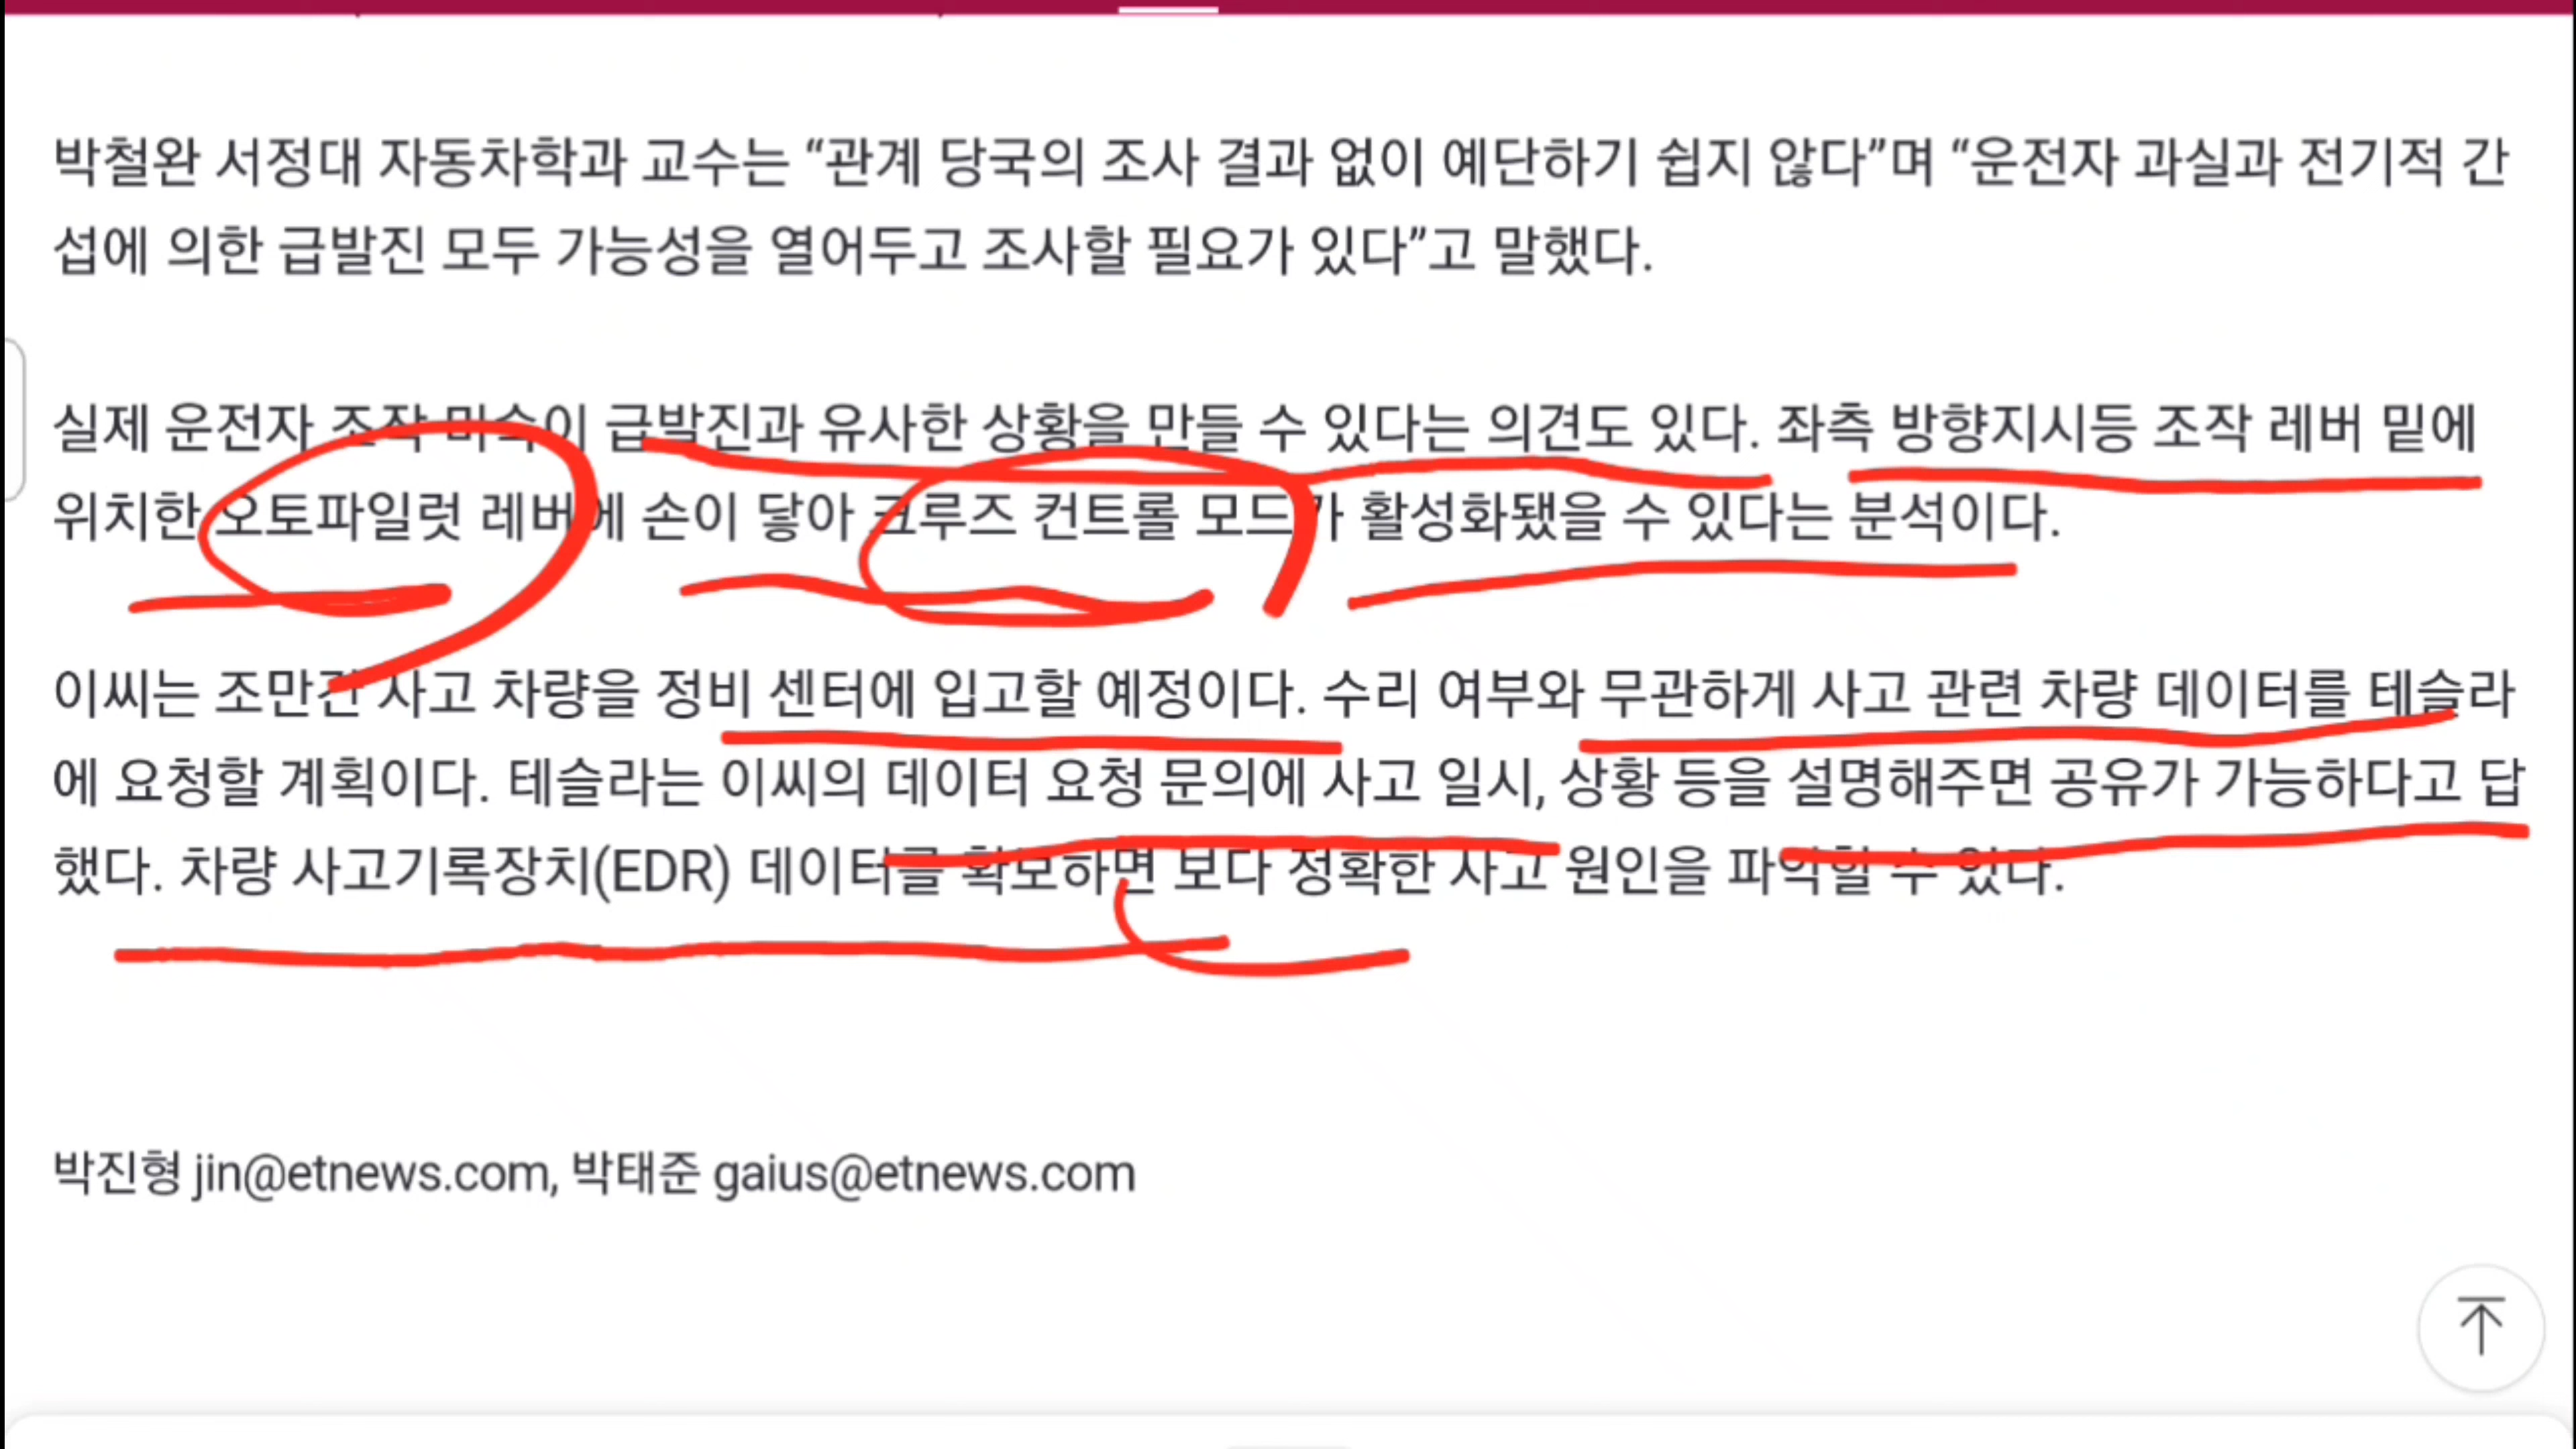 박철완 서정대 자동차학과 교수는 “관계 당국의 조사 결과 없이 예단하기 쉽지 않다”며 “운전자 과실과 전기적 간
섭에 의한 급발진 모두 가능성을 열어두고 조사할 필요가 있다”고 말했다.
실제 운전자 조작 미숙이 급발진과 유사한 상황을 만들 수 있다는 의견도 있다. 좌측 방향지시등 조작 레버 밑에
위치한 오토파일럿 레버에 손이 닿아 크루즈 컨트롤 모드가 활성화됐을 수 있다는 분석이다.
이씨는 조만간 사고 차량을 정비 센터에 입고할 예정이다. 수리 여부와 무관하게 사고 관련 차량 데이터를 테슬라
에 요청할 계획이다. 테슬라는 이씨의 데이터 요청 문의에 사고 일시, 상황 등을 설명해주면 공유가 가능하다고 답
했다. 차량 사고기록장치(EDR) 데이터를 확보하면 보다 정확한 사고 원인을 파악할 수 있다.
박진형 jin@etnews.com, 박태준 gaius@etnews.com